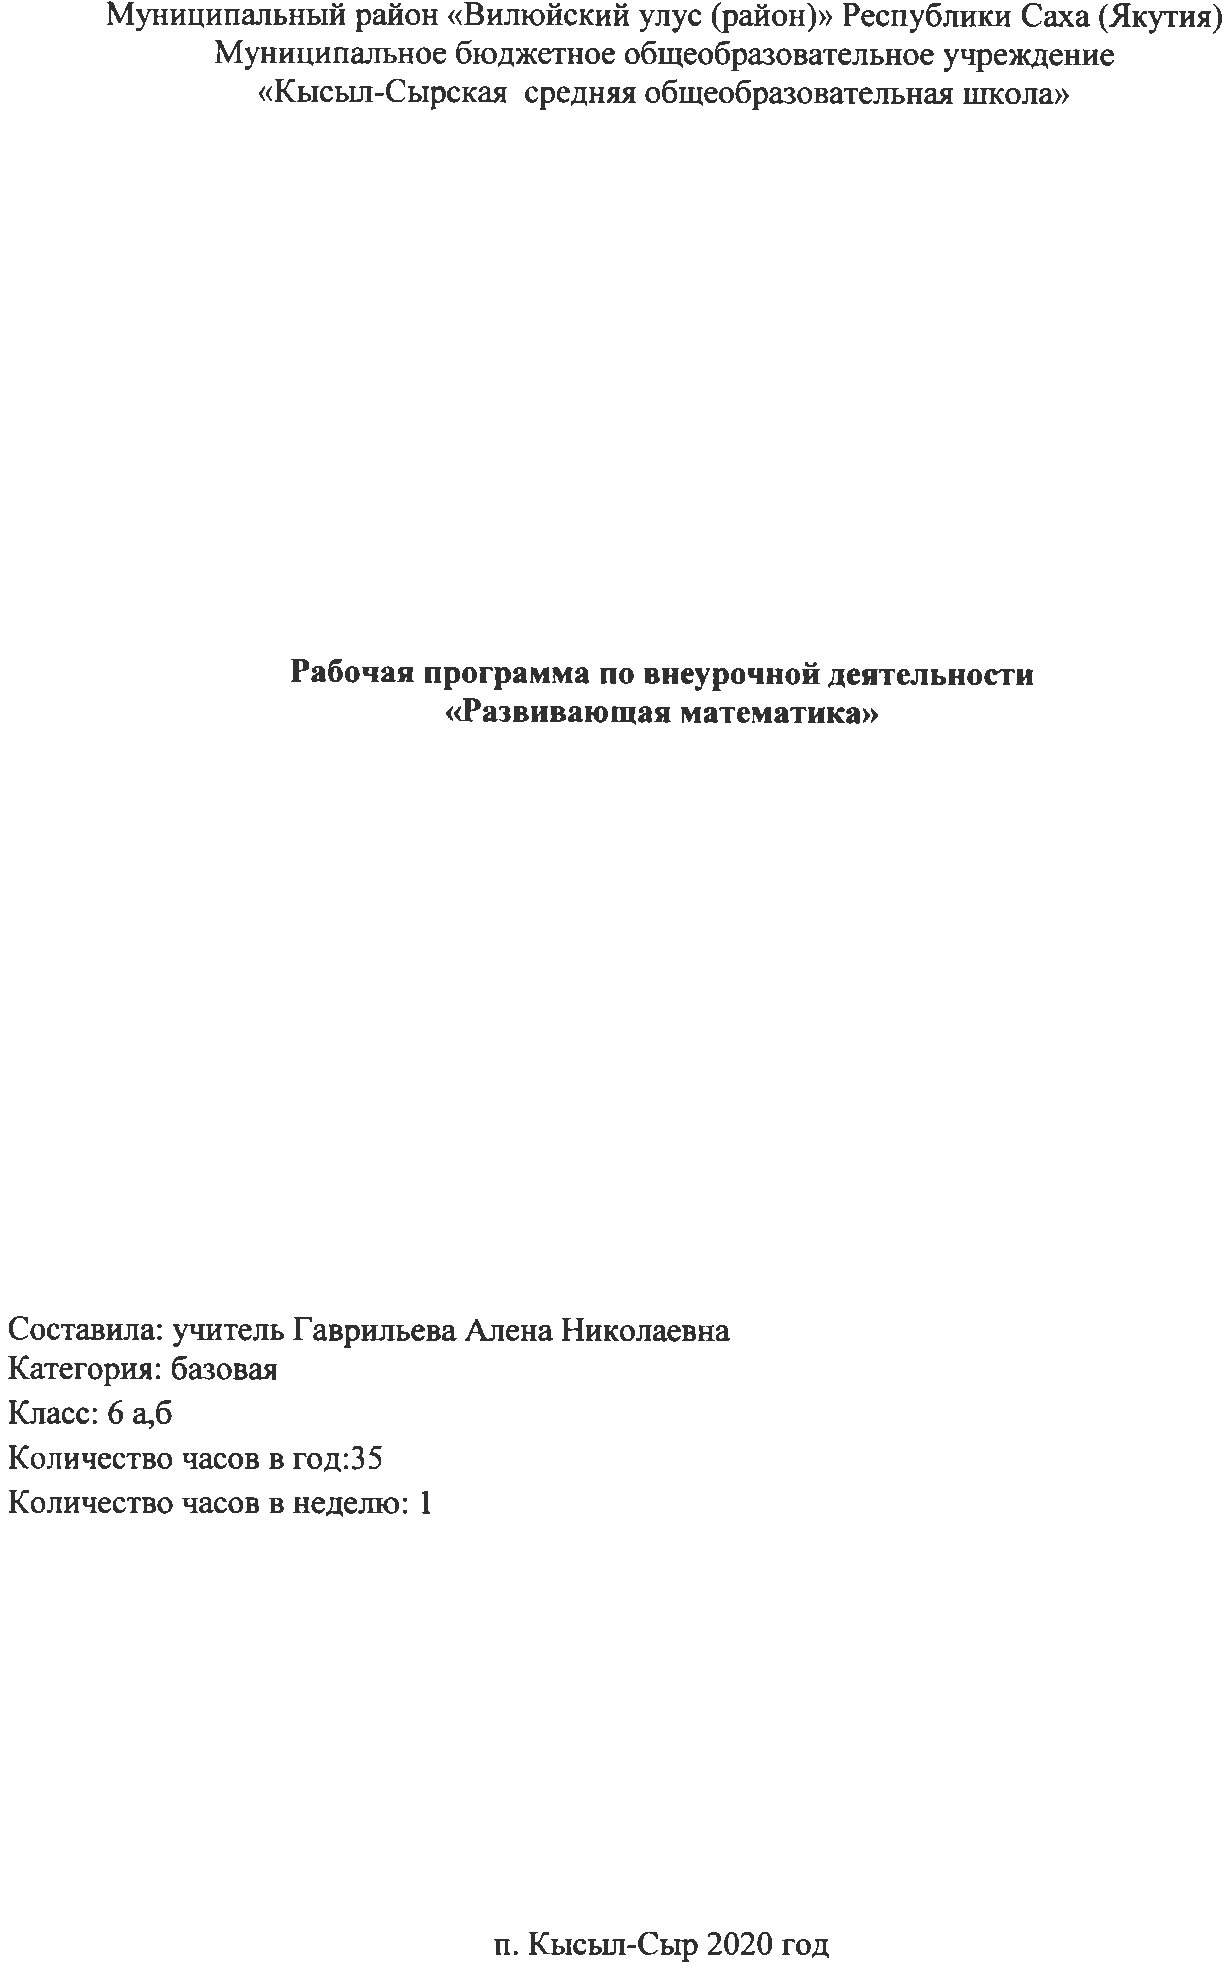 Муниципальный район «Вилюйский улус (район)» Республики Саха (Якутия)
Муниципальное бюджетное общеобразовательное учреждение
«Кысыл-Сырская  средняя общеобразовательная школа»
Рабочая программа по внеурочной деятельности
«Развивающая математика»
Составила: учитель Гаврильева Алена Николаевна
Категория: базовая
Класс: 6 а,б
Количество часов в год:35
Количество часов в неделю: 1
п. Кысыл-Сыр 2020 год